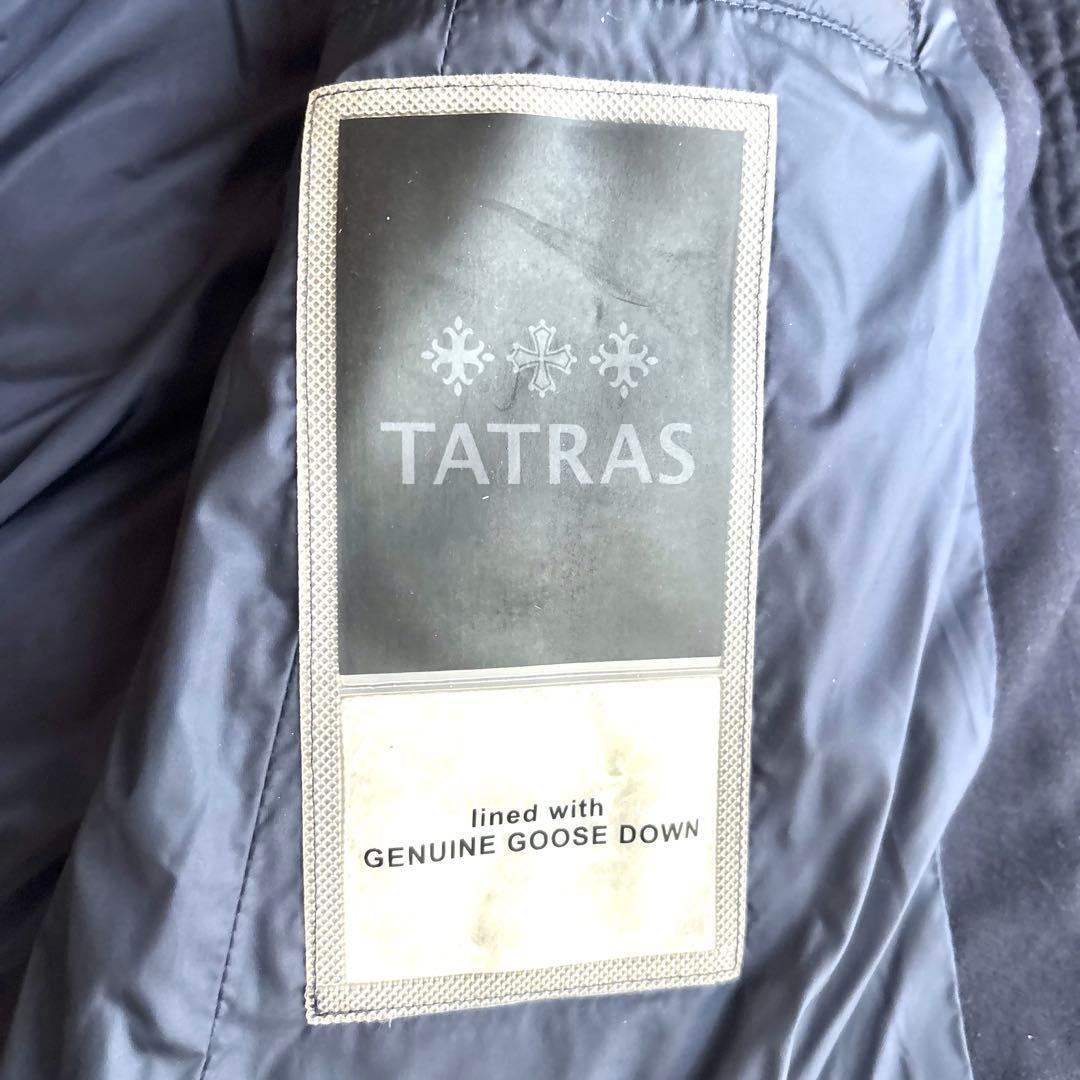 TATRAS
lined with
GENUINE GOOSE DOWN